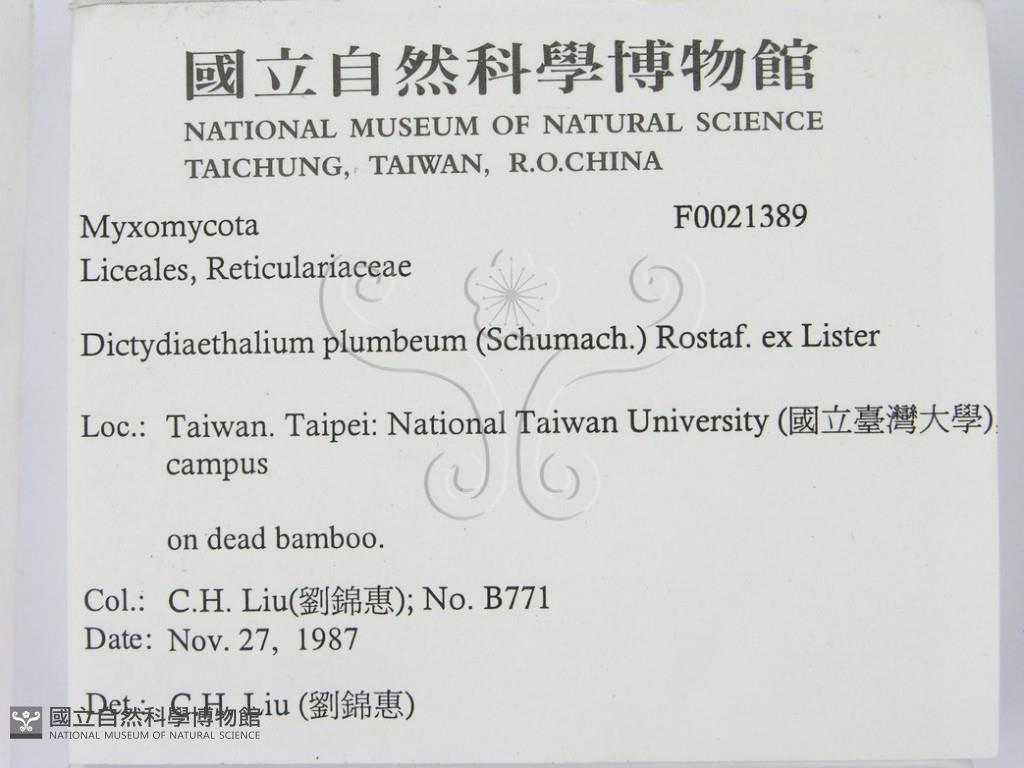 國立自然科學博物館
NATIONAL MUSEUM OF NATURAL SCIENCE
TAICHUNG, TAIWAN, R.O.CHINA
Myxomycota F0021389
Liceales, Reticulariaceae
Dictydiaethalium plumbeum (Schumach.) Rostaf. ex Lister
Loc.: Taiwan. Taipei: National Taiwan University (國立臺灣大學),
campus
on dead bamboo.
Col.: C.H. Liu(劉錦惠); No. B771
Date: Nov. 27, 1987
Det.: C.H. Liu (劉錦惠)
國立自然科學博物館
NATIONAL MUSEUM OF NATURAL SCIENCE